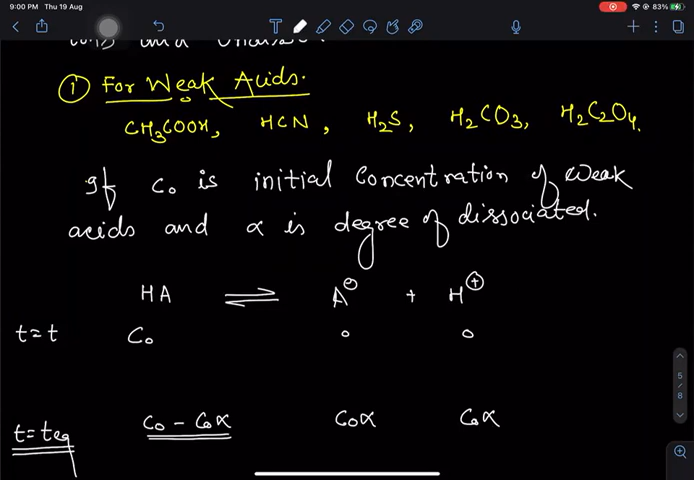 9:00 PM Thu 19 Aug
83%
① For Weak Acids.
CH₃COOH, HCN, H₂S, H₂CO₃, H₂C₂O₄.
If C₀ is initial concentration of weak
acids and α is degree of dissociated.
HA ⇌ A⊖ + H⊕
t=t C₀ 0 0
t=teq C₀ - C₀α C₀α C₀α
5
/
8